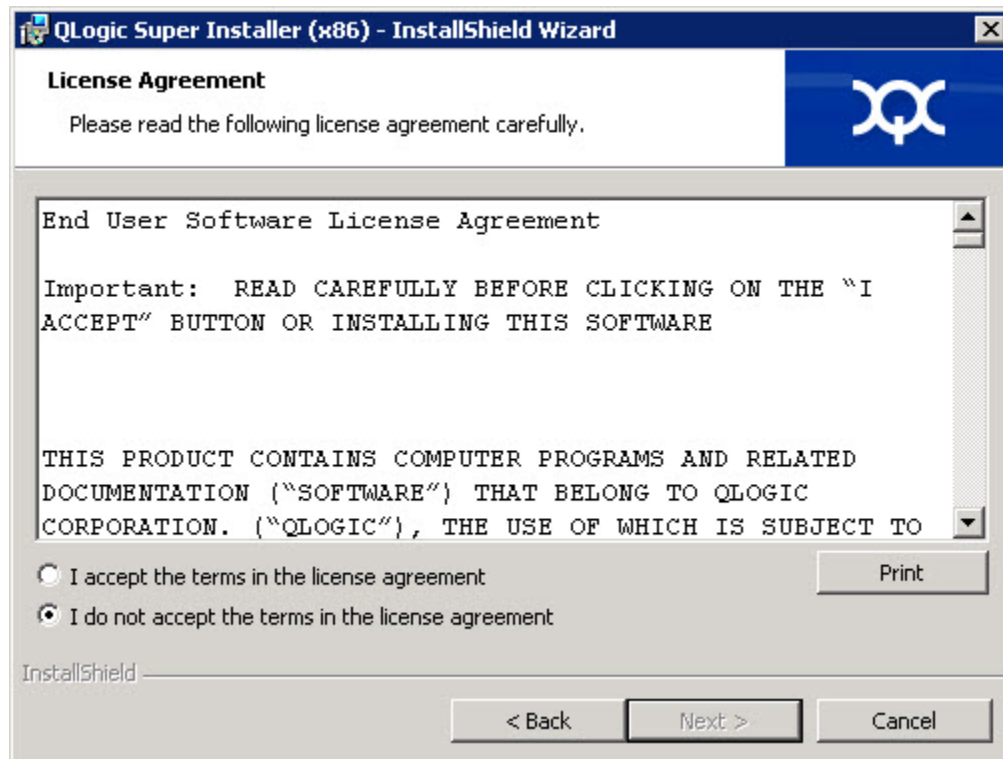 QLogic Super Installer (x86) - InstallShield Wizard
License Agreement
Please read the following license agreement carefully.
End User Software License Agreement
Important:  READ CAREFULLY BEFORE CLICKING ON THE “I
ACCEPT” BUTTON OR INSTALLING THIS SOFTWARE
THIS PRODUCT CONTAINS COMPUTER PROGRAMS AND RELATED
DOCUMENTATION (“SOFTWARE”) THAT BELONG TO QLOGIC
CORPORATION. (“QLOGIC”), THE USE OF WHICH IS SUBJECT TO
I accept the terms in the license agreement
Print
I do not accept the terms in the license agreement
InstallShield
< Back
Next >
Cancel